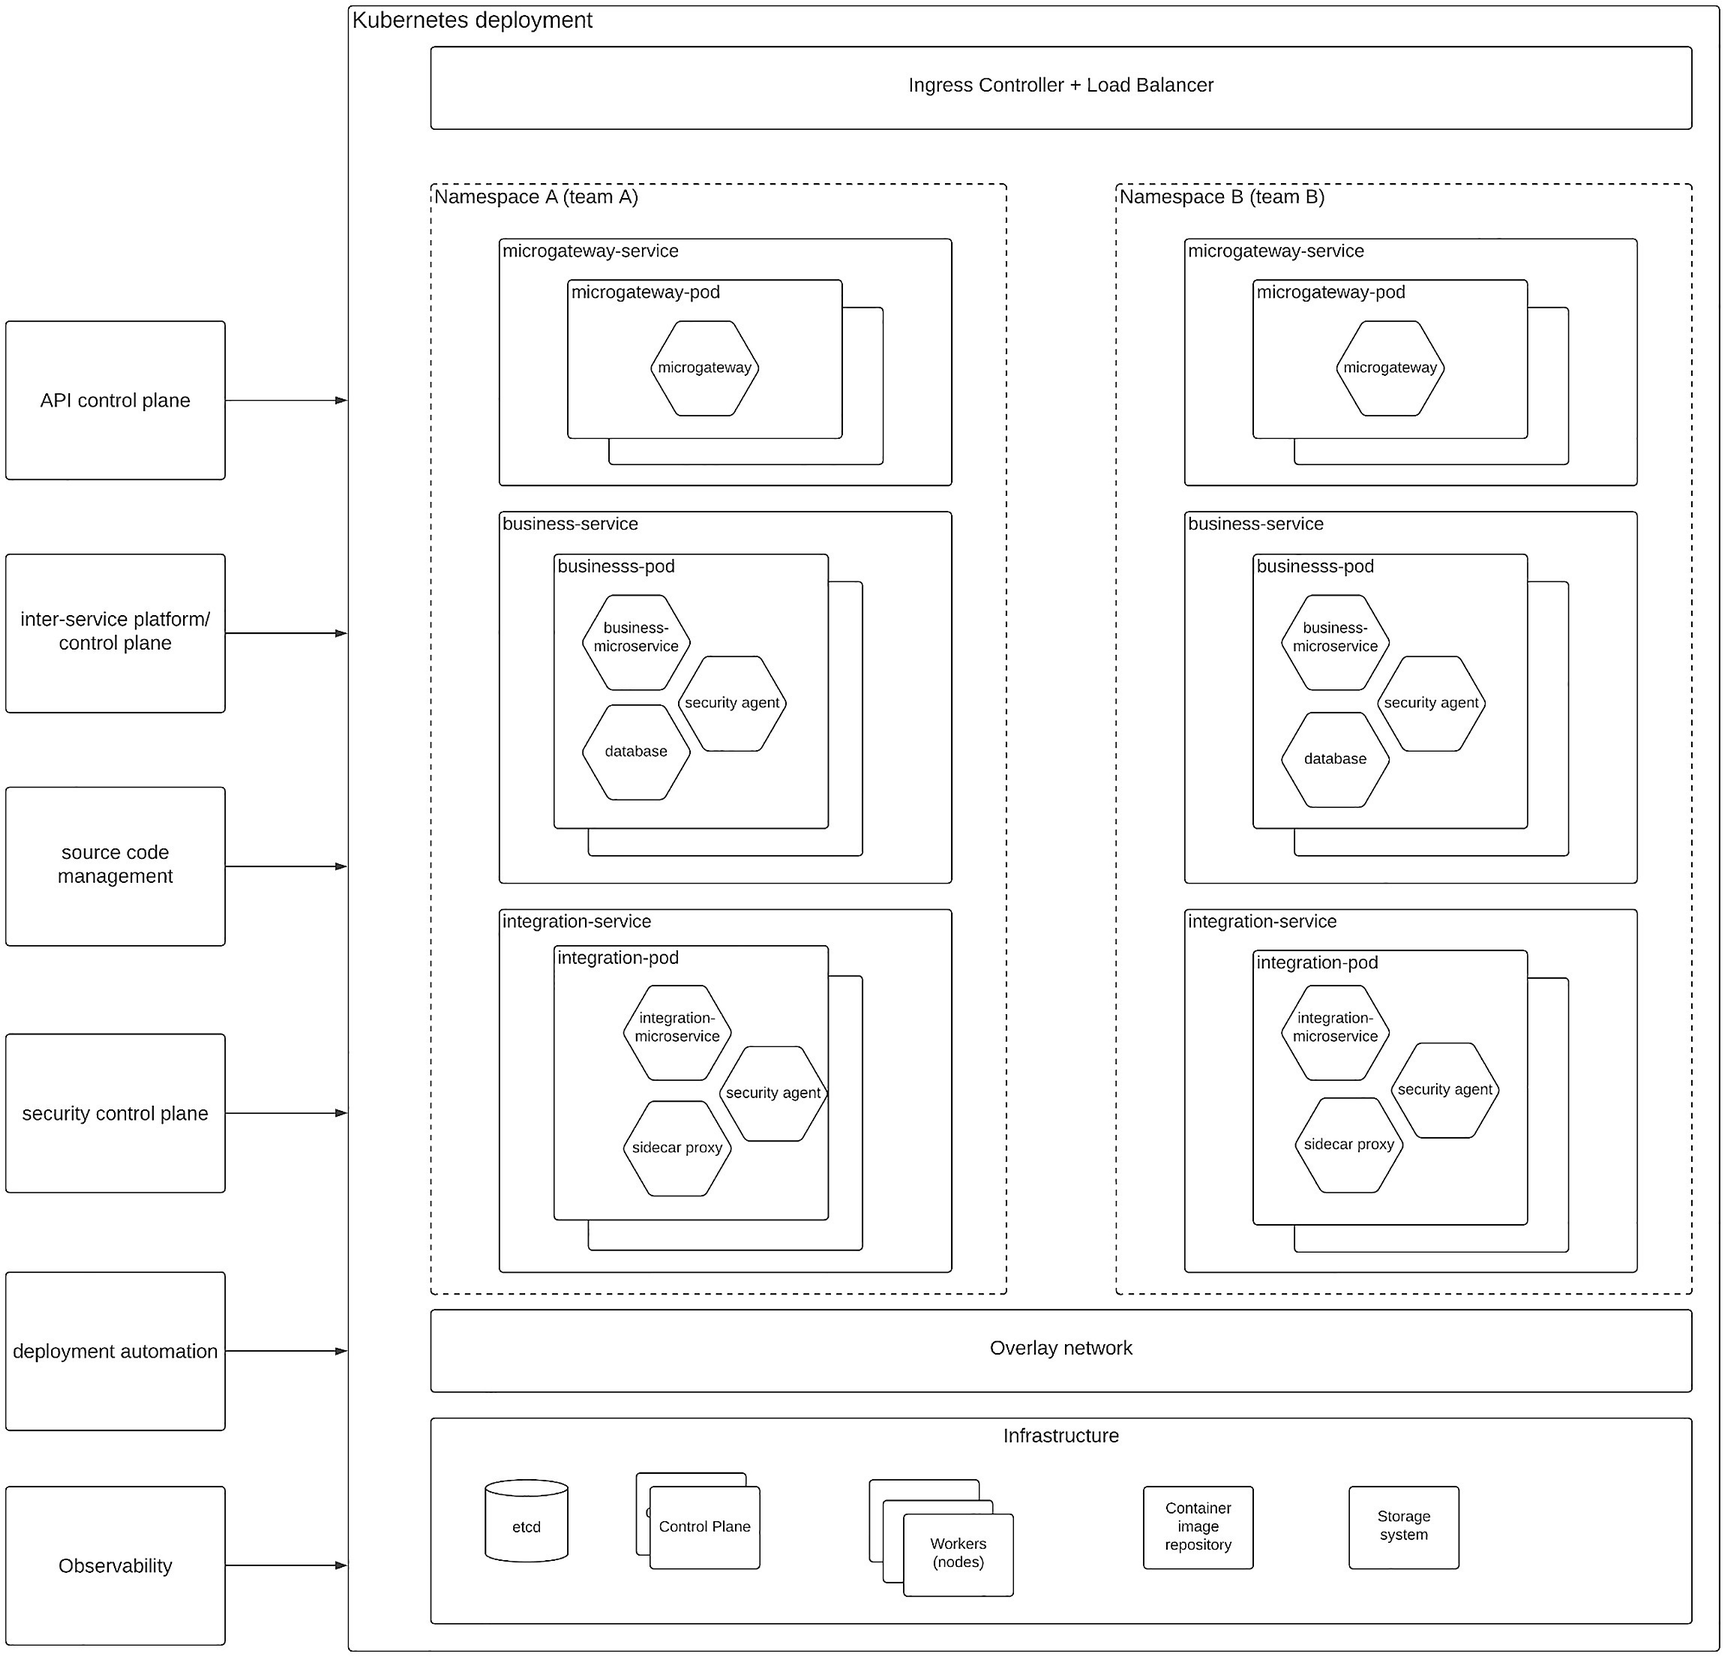 Kubernetes deployment
Ingress Controller + Load Balancer
Namespace A (team A)
microgateway-service
microgateway-pod
microgateway
business-service
businesss-pod
business-
microservice
security agent
database
integration-service
integration-pod
integration-
microservice
security agent
sidecar proxy
Namespace B (team B)
microgateway-service
microgateway-pod
microgateway
business-service
businesss-pod
business-
microservice
security agent
database
integration-service
integration-pod
integration-
microservice
security agent
sidecar proxy
API control plane
inter-service platform/
control plane
source code
management
security control plane
deployment automation
Observability
Overlay network
Infrastructure
etcd
Control Plane
Workers
(nodes)
Container
image
repository
Storage
system